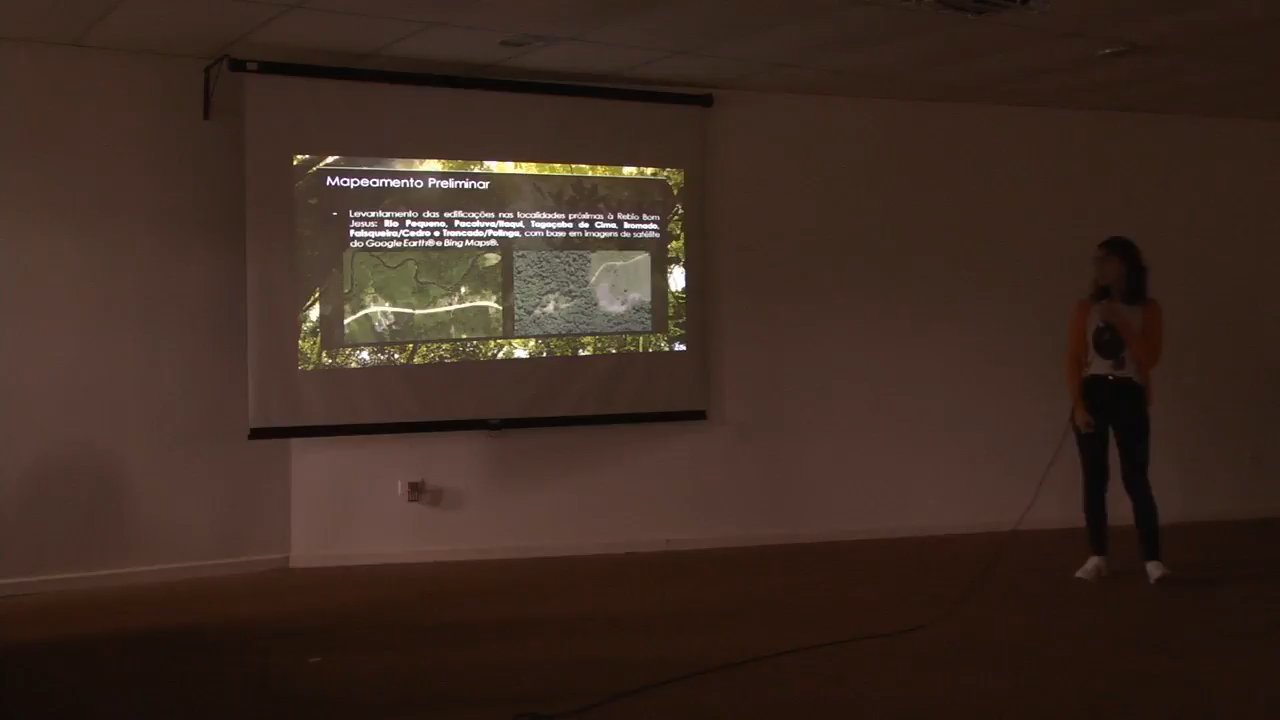 Mapeamento Preliminar
- Levantamento das edificações nas localidades próximas à Rebio Bom
Jesus: Rio Pequeno, Pacotuva/Itaqui, Tagaçaba de Cima, Bromado,
Faisqueira/Cedro e Trancado/Potinga, com base em imagens de satélite
do Google Earth® e Bing Maps®.